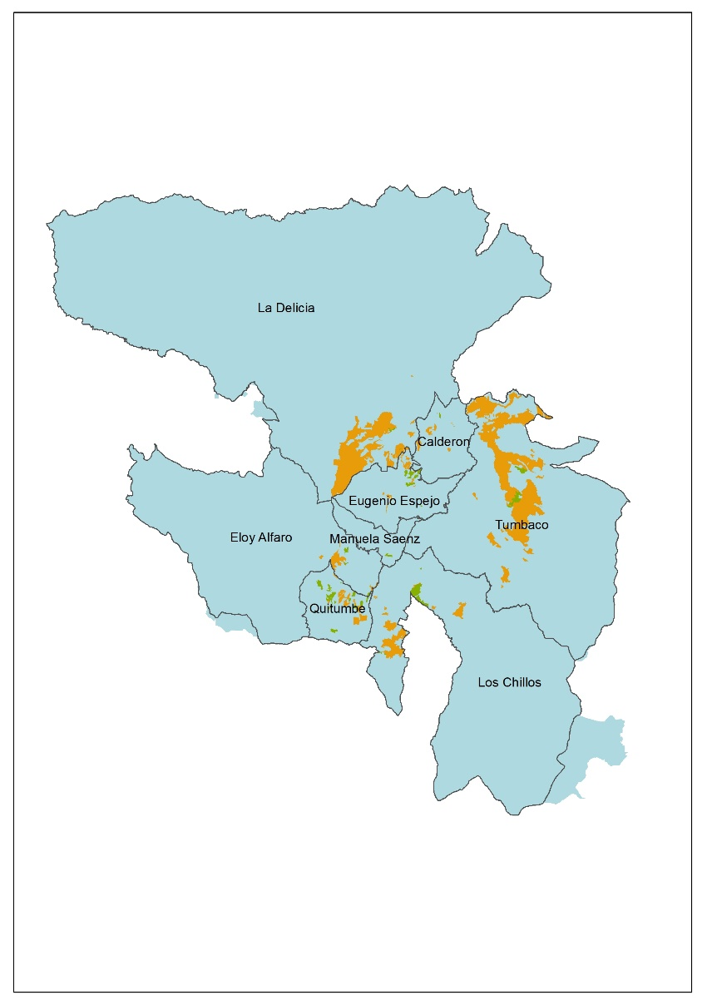 La Delicia
Calderon
Eugenio Espejo
Tumbaco
Eloy Alfaro
Manuela Saenz
Quitumbe
Los Chillos